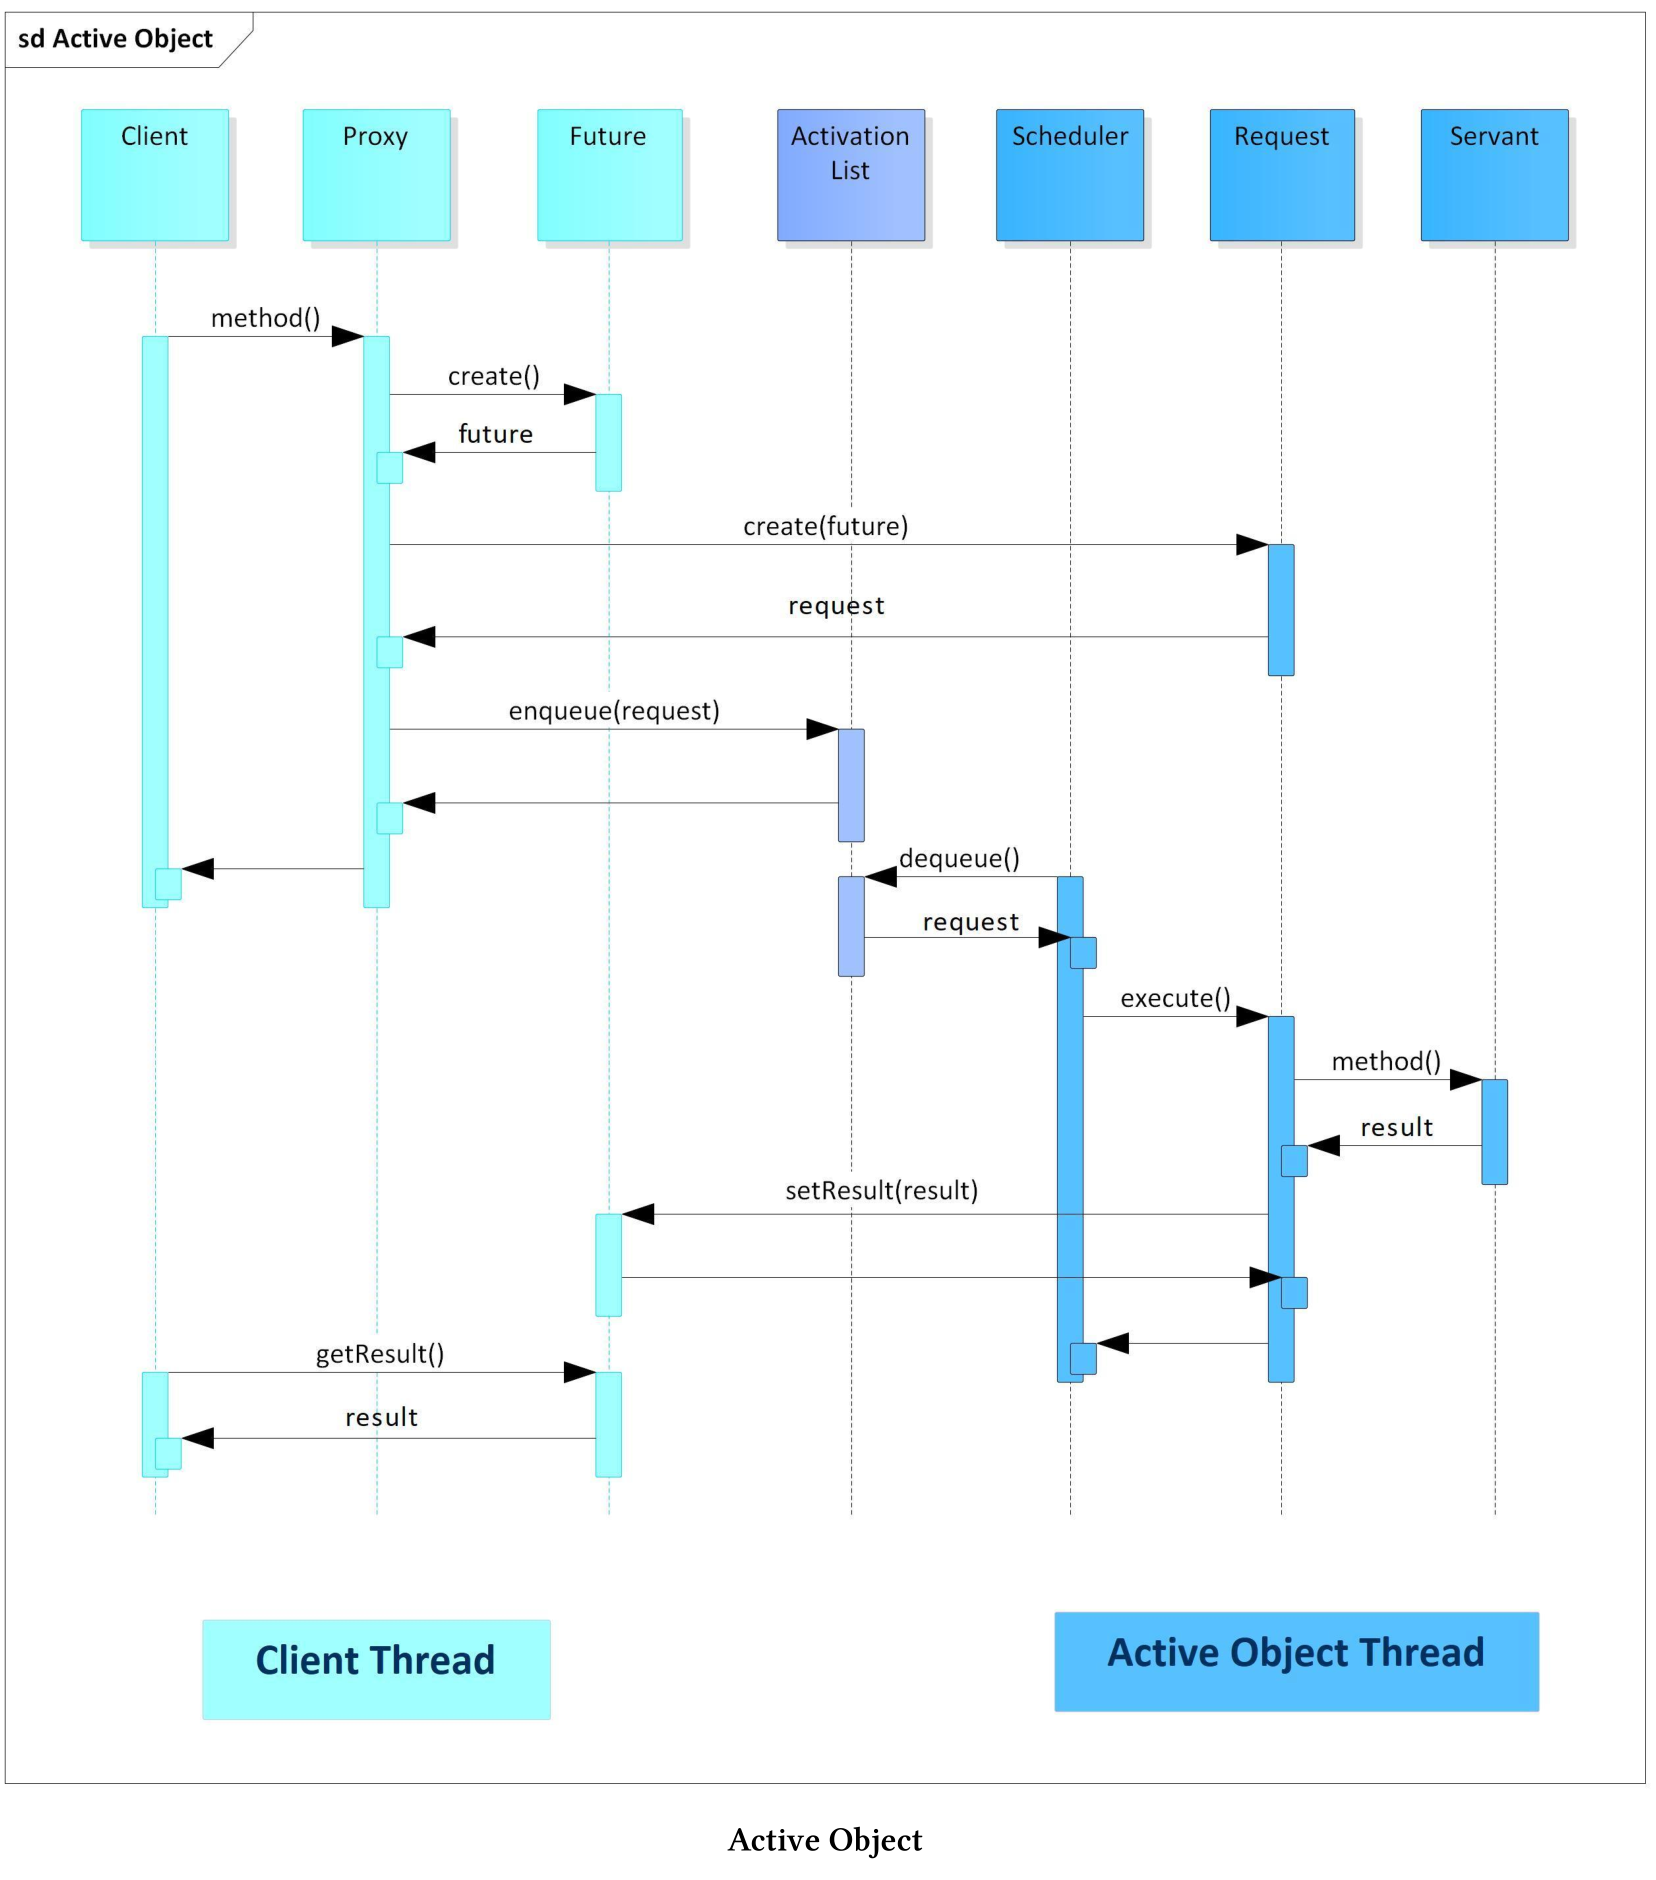 sd Active Object
Client
Proxy
Future
Activation
List
Scheduler
Request
Servant
method()
create()
future
create(future)
request
enqueue(request)
dequeue()
request
execute()
method()
result
setResult(result)
getResult()
result
Client Thread
Active Object Thread
Active Object